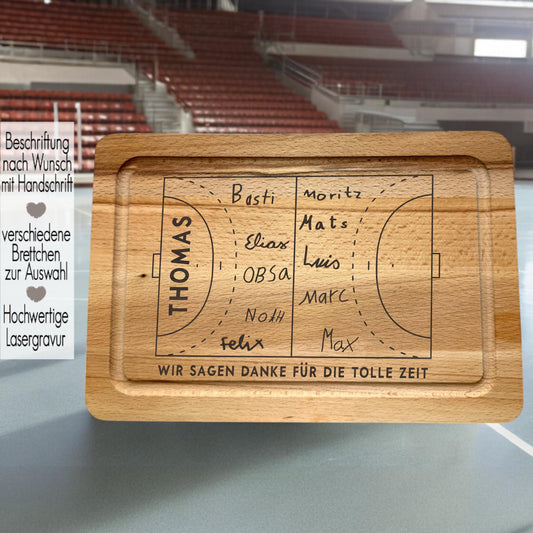 Beschriftung
nach Wunsch
mit Handschrift
verschiedene
Brettchen
zur Auswahl
Hochwertige
Lasergravur
THOMAS
Basti
Elias
OBSA
Noah
Felix
Moritz
Mats
Luis
Marc
Max
WIR SAGEN DANKE FÜR DIE TOLLE ZEIT